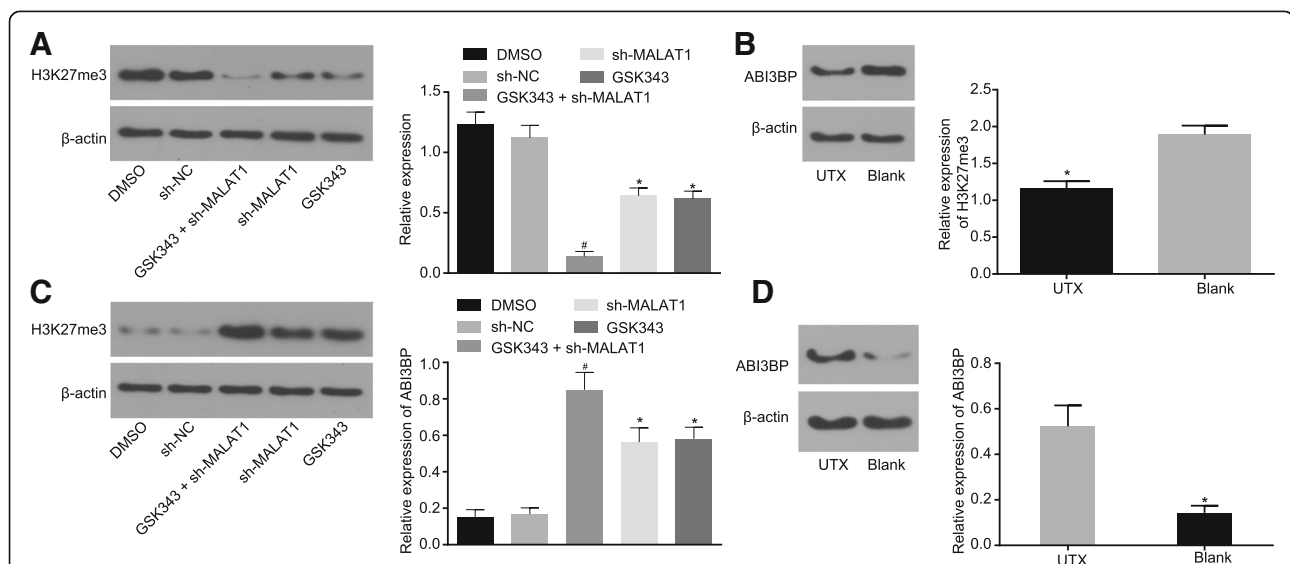 A
H3K27me3
β-actin
DMSO
sh-NC
GSK343 + sh-MALAT1
sh-MALAT1
GSK343
DMSO
sh-MALAT1
sh-NC
GSK343
GSK343 + sh-MALAT1
Relative expression
1.5
1.0
0.5
0.0
#
*
*
B
ABI3BP
β-actin
UTX Blank
Relative expression
of H3K27me3
2.5
2.0
1.5
1.0
0.5
0.0
*
UTX
Blank
C
H3K27me3
β-actin
DMSO
sh-NC
GSK343 + sh-MALAT1
sh-MALAT1
GSK343
DMSO
sh-MALAT1
sh-NC
GSK343
GSK343 + sh-MALAT1
Relative expression of ABI3BP
1.0
0.8
0.6
0.4
0.2
0.0
#
*
*
D
ABI3BP
β-actin
UTX Blank
Relative expression of ABI3BP
0.8
0.6
0.4
0.2
0.0
*
UTX
Blank